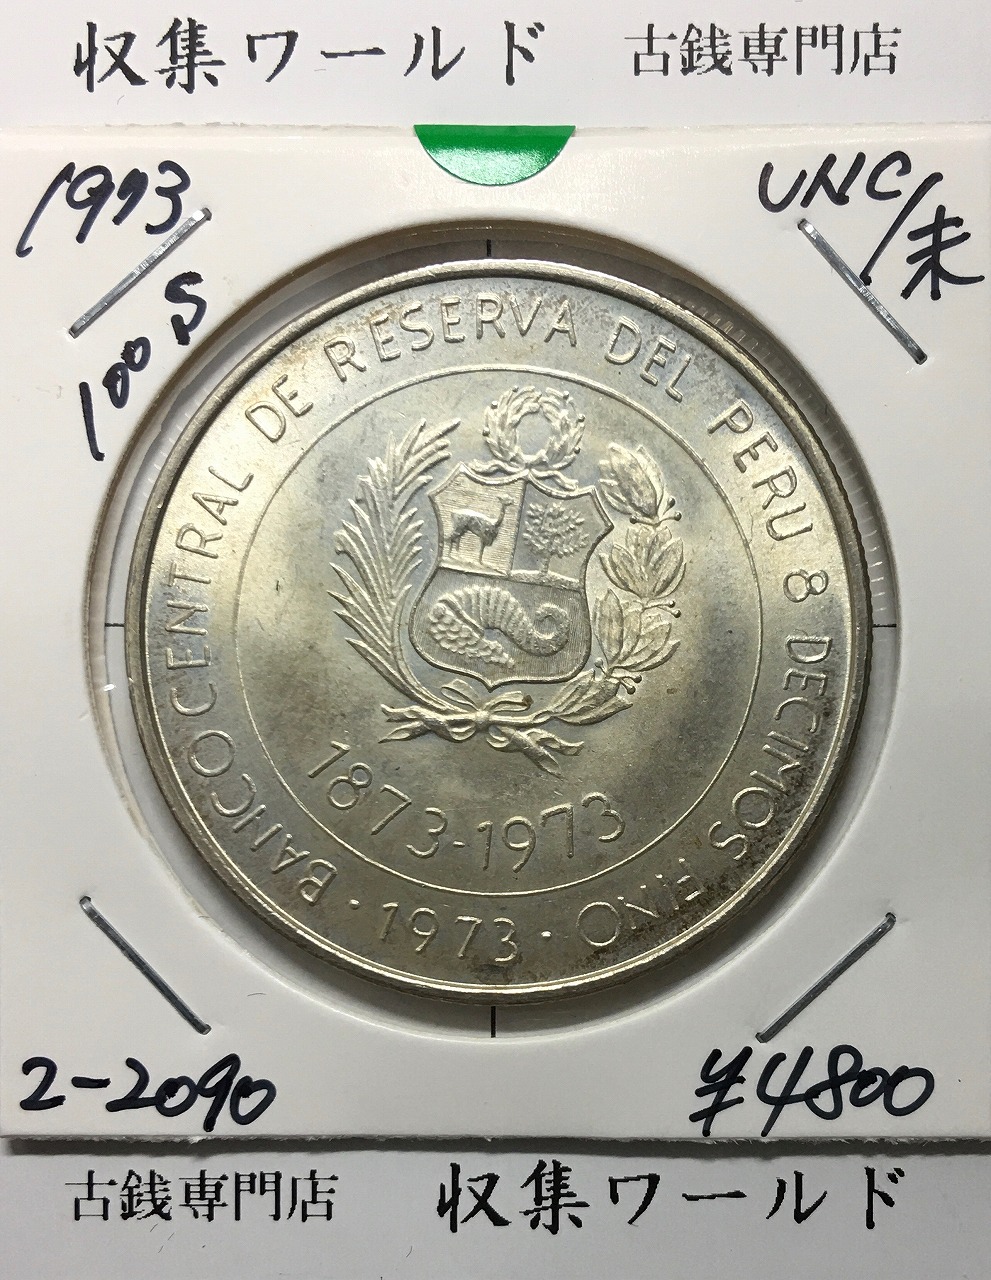 収集ワールド 古銭専門店
1993
100 S
UNC/未
BANCO CENTRAL DE RESERVA DEL PERU 8 DECIMOS FINO · 1973 ·
1873-1973
2-2090
¥4800
古銭専門店 収集ワールド